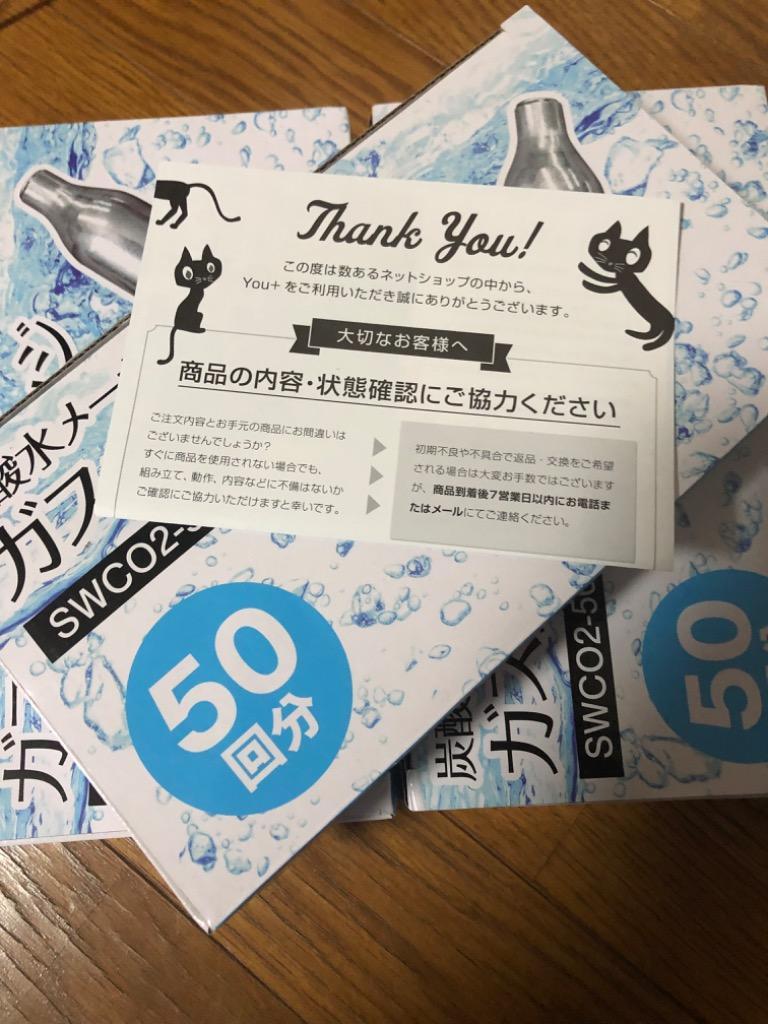 Thank You!
この度は数あるネットショップの中から、
You+ をご利用いただき誠にありがとうございます。
大切なお客様へ
商品の内容・状態確認にご協力ください
ご注文内容とお手元の商品にお間違いは
ございませんでしょうか？
すぐに商品を使用されない場合でも、
組み立て、動作、内容などに不備はないか
ご確認にご協力いただけますと幸いです。
初期不良や不具合で返品・交換をご希望
される場合は大変お手数ではございます
が、商品到着後7営業日以内にお電話ま
たはメールにてご連絡ください。
酸水メー
ガス
SWCO2-5
50
回分
ジ
ガ
炭酸
ガス
SWCO2-50
50